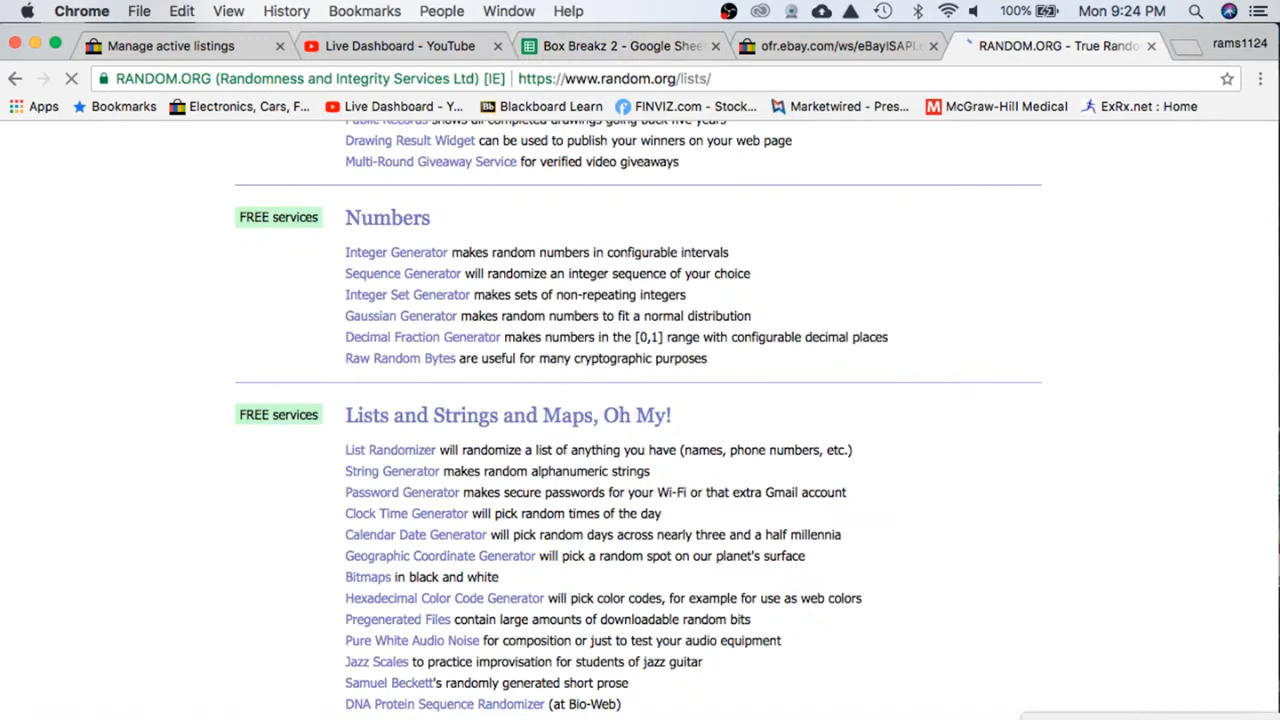 Chrome File Edit View History Bookmarks People Window Help 100% Mon 9:24 PM
Manage active listings Live Dashboard - YouTube Box Breakz 2 - Google Shee ofr.ebay.com/ws/eBayISAPI. RANDOM.ORG - True Rando rams1124
RANDOM.ORG (Randomness and Integrity Services Ltd) [IE] https://www.random.org/lists/
Apps Bookmarks Electronics, Cars, F... Live Dashboard - Y... Bb Blackboard Learn FINVIZ.com - Stock... Marketwired - Pres... M McGraw-Hill Medical ExRx.net : Home
Public Records shows all completed drawings going back five years
Drawing Result Widget can be used to publish your winners on your web page
Multi-Round Giveaway Service for verified video giveaways
FREE services Numbers
Integer Generator makes random numbers in configurable intervals
Sequence Generator will randomize an integer sequence of your choice
Integer Set Generator makes sets of non-repeating integers
Gaussian Generator makes random numbers to fit a normal distribution
Decimal Fraction Generator makes numbers in the [0,1] range with configurable decimal places
Raw Random Bytes are useful for many cryptographic purposes
FREE services Lists and Strings and Maps, Oh My!
List Randomizer will randomize a list of anything you have (names, phone numbers, etc.)
String Generator makes random alphanumeric strings
Password Generator makes secure passwords for your Wi-Fi or that extra Gmail account
Clock Time Generator will pick random times of the day
Calendar Date Generator will pick random days across nearly three and a half millennia
Geographic Coordinate Generator will pick a random spot on our planet's surface
Bitmaps in black and white
Hexadecimal Color Code Generator will pick color codes, for example for use as web colors
Pregenerated Files contain large amounts of downloadable random bits
Pure White Audio Noise for composition or just to test your audio equipment
Jazz Scales to practice improvisation for students of jazz guitar
Samuel Beckett's randomly generated short prose
DNA Protein Sequence Randomizer (at Bio-Web)